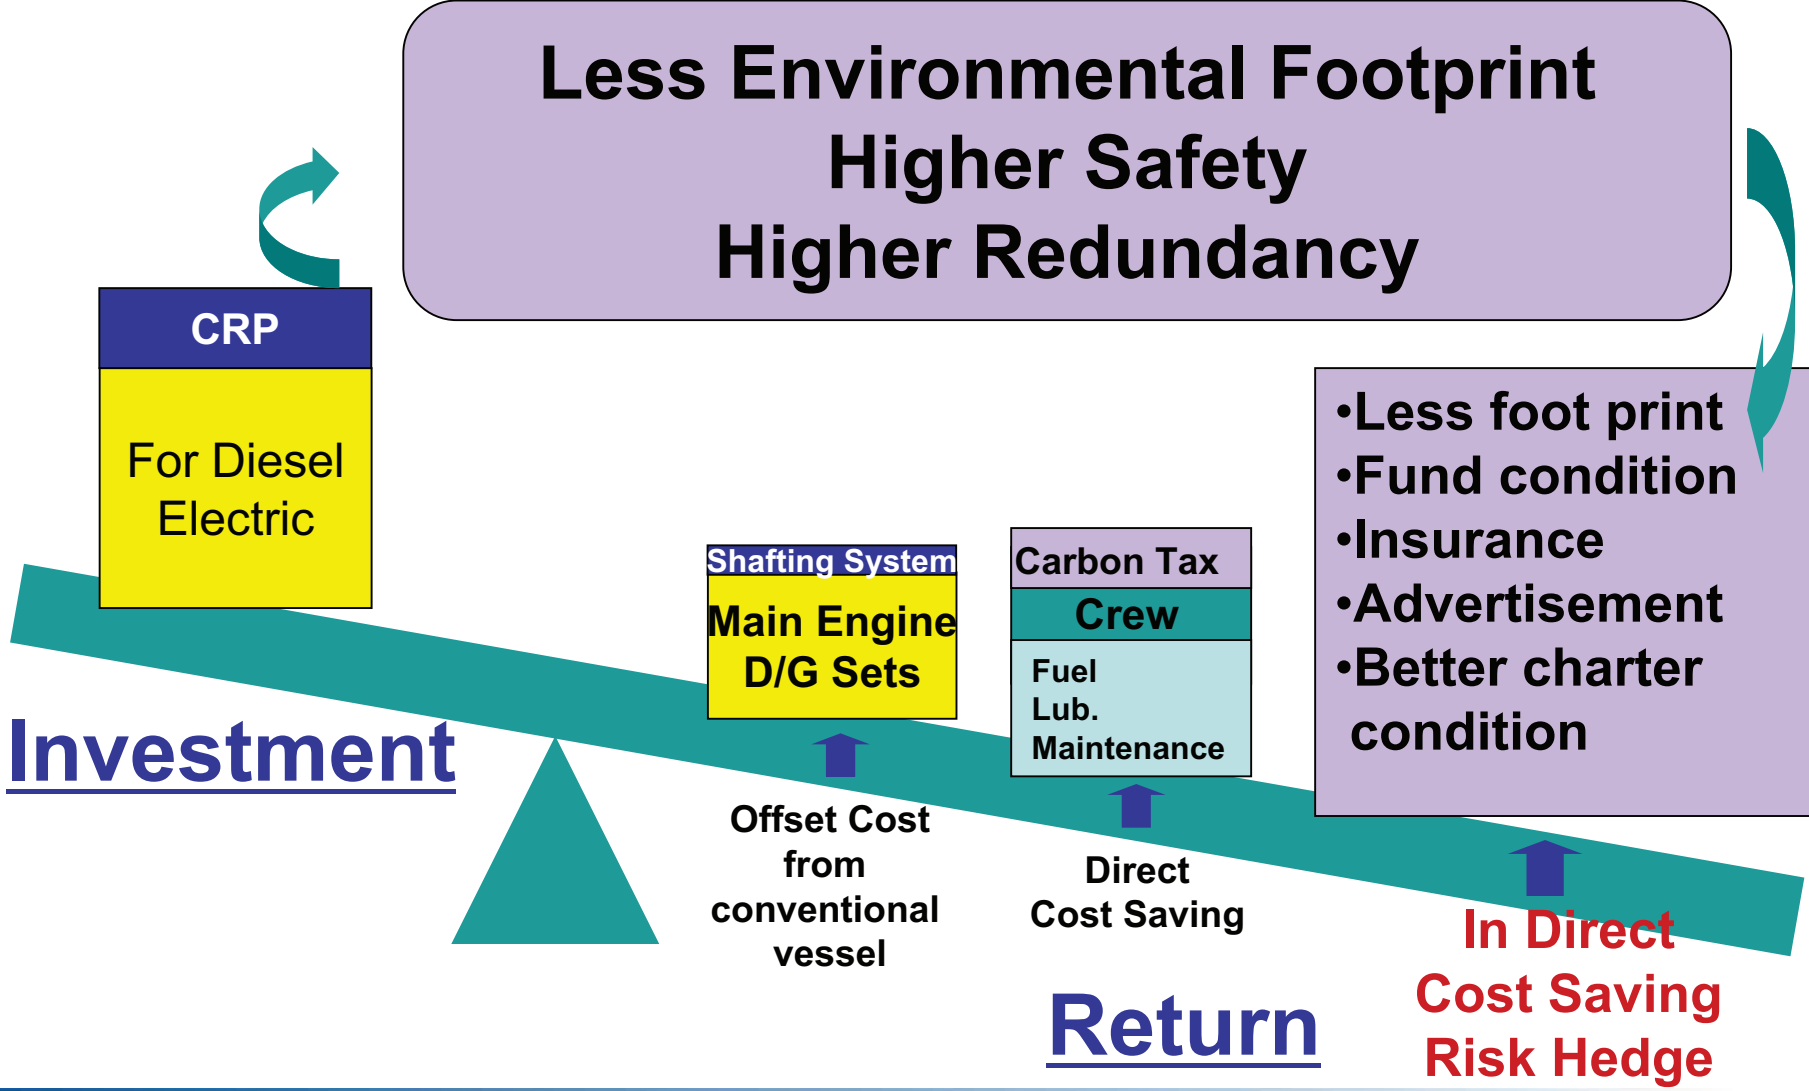 Less Environmental Footprint
Higher Safety
Higher Redundancy
CRP
For Diesel
Electric
Investment
Shafting System
Main Engine
D/G Sets
Offset Cost
from
conventional
vessel
Carbon Tax
Crew
Fuel
Lub.
Maintenance
Direct
Cost Saving
Return
•Less foot print
•Fund condition
•Insurance
•Advertisement
•Better charter
condition
In Direct
Cost Saving
Risk Hedge